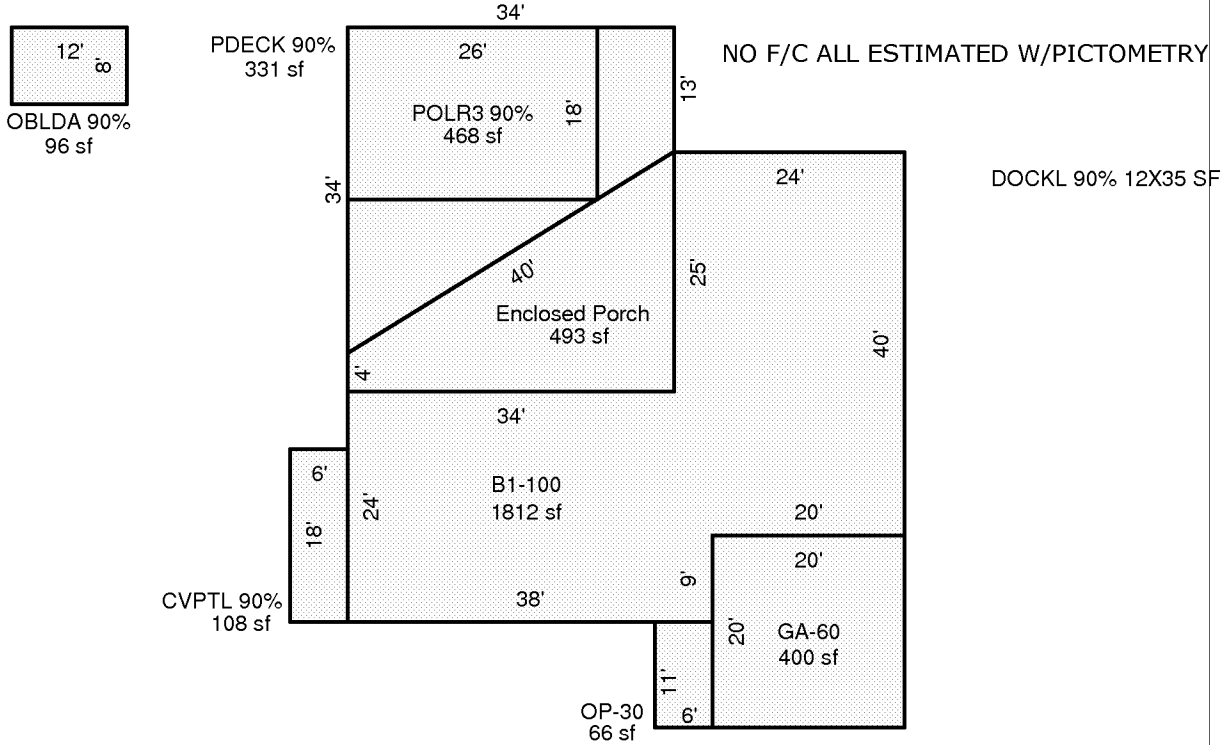 34'
12'
8'
OBLDA 90%
96 sf
PDECK 90%
331 sf
26'
18'
POLR3 90%
468 sf
13'
NO F/C ALL ESTIMATED W/PICTOMETRY
34'
24'
DOCKL 90% 12X35 SF
40'
25'
Enclosed Porch
493 sf
40'
4'
34'
6'
18'
24'
B1-100
1812 sf
20'
20'
9'
38'
CVPTL 90%
108 sf
20'
GA-60
400 sf
11'
6'
OP-30
66 sf